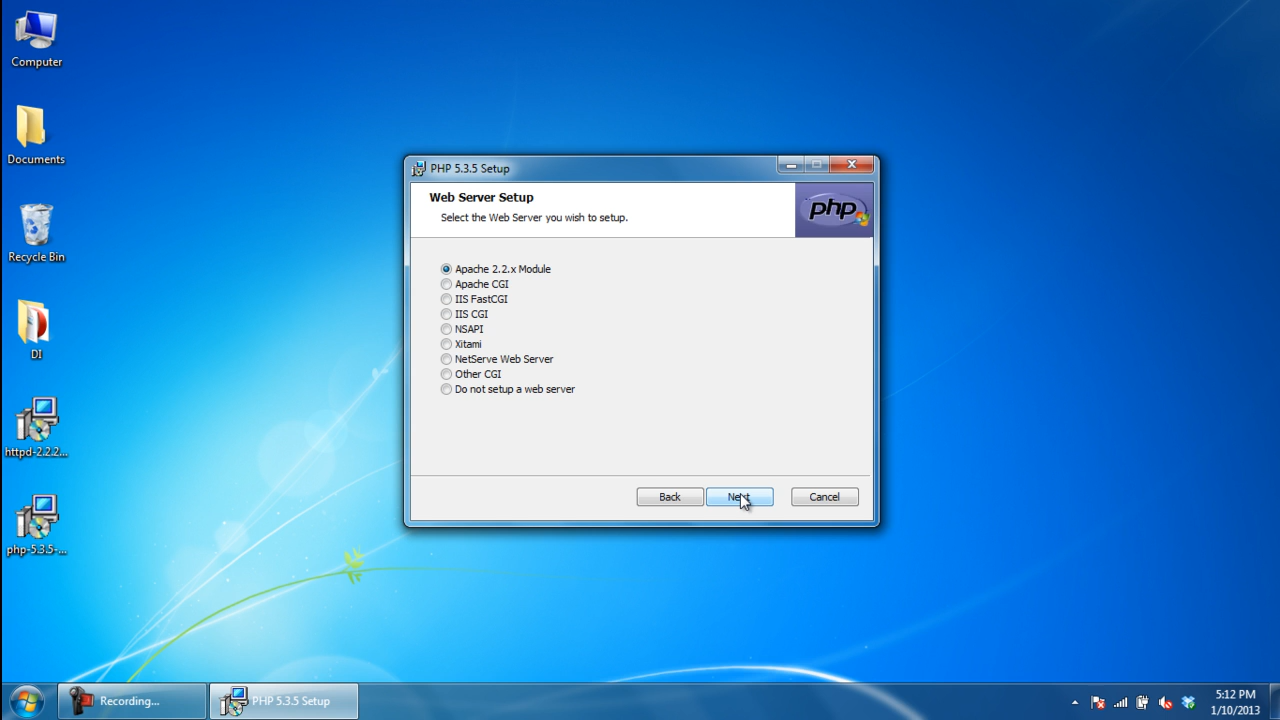 Computer
Documents
Recycle Bin
DI
httpd-2.2.2...
php-5.3.5-...
PHP 5.3.5 Setup
Web Server Setup
Select the Web Server you wish to setup.
php
Apache 2.2.x Module
Apache CGI
IIS FastCGI
IIS CGI
NSAPI
Xitami
NetServe Web Server
Other CGI
Do not setup a web server
Back
Next
Cancel
Recording...
PHP 5.3.5 Setup
5:12 PM
1/10/2013